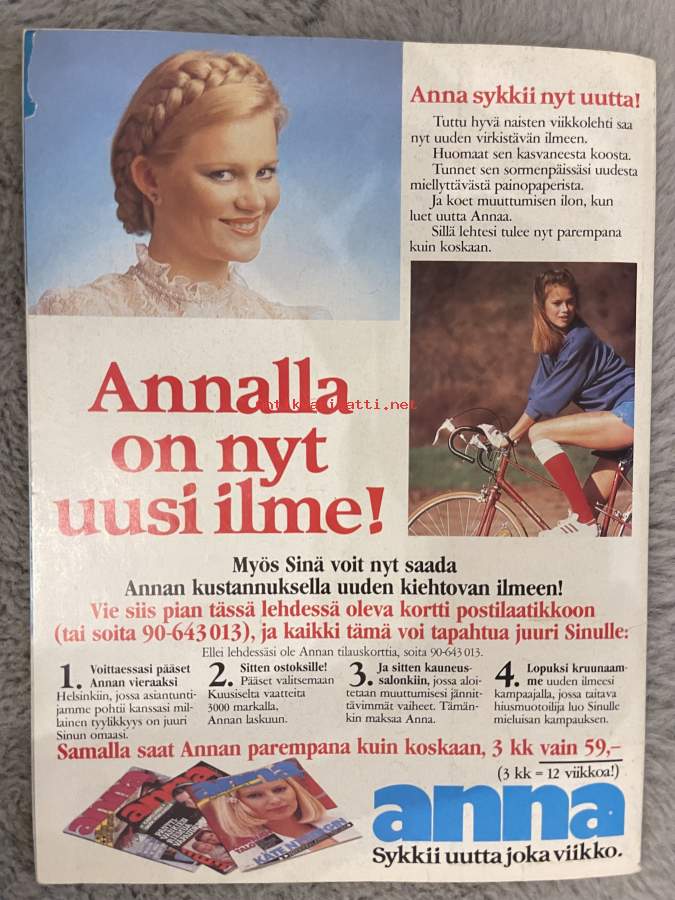 Anna sykkii nyt uutta!
Tuttu hyvä naisten viikkolehti saa
nyt uuden virkistävän ilmeen.
Huomaat sen kasvaneesta koosta.
Tunnet sen sormenpäissäsi uudesta
miellyttävästä painopaperista.
Ja koet muuttumisen ilon, kun
luet uutta Annaa.
Sillä lehtesi tulee nyt parempana
kuin koskaan.
Annalla
on nyt
uusi ilme!
Myös Sinä voit nyt saada
Annan kustannuksella uuden kiehtovan ilmeen!
Vie siis pian tässä lehdessä oleva kortti postilaatikkoon
(tai soita 90-643 013), ja kaikki tämä voi tapahtua juuri Sinulle:
Ellei lehdessäsi ole Annan tilauskorttia, soita 90-643 013.
1. Voittaessasi pääset
Annan vieraaksi
Helsinkiin, jossa asiantunti-
jamme pohtii kanssasi mil-
lainen tyylikkyys on juuri
Sinun omaasi.
2. Sitten ostoksille!
Pääset valitsemaan
Kuusiselta vaatteita
3000 markalla,
Annan laskuun.
3. Ja sitten kauneus-
salonkiin, jossa aloi-
tetaan muuttumisesi jännit-
tävimmät vaiheet. Tämän-
kin maksaa Anna.
4. Lopuksi kruunaam-
me uuden ilmeesi
kampaajalla, jossa taitava
hiusmuotoilija luo Sinulle
mieluisan kampauksen.
Samalla saat Annan parempana kuin koskaan, 3 kk vain 59,–
(3 kk = 12 viikkoa!)
anna
anna
anna
anna
Sykkii uutta joka viikko.